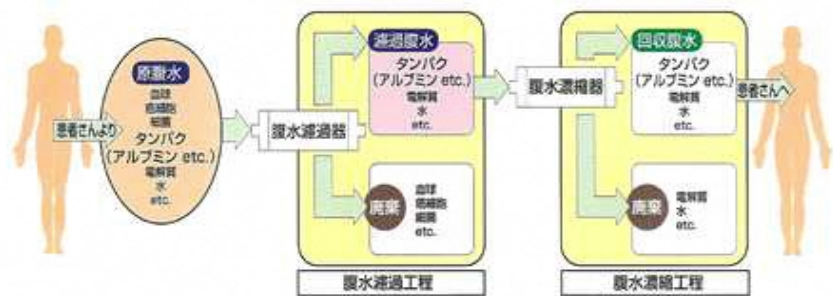 患者さんより
原腹水
血球
癌細胞
細菌
タンパク
(アルブミン etc.)
電解質
水
etc.
腹水濾過器
濾過腹水
タンパク
(アルブミン etc.)
電解質
水
etc.
廃棄
血球
癌細胞
細菌
etc.
腹水濾過工程
腹水濃縮器
回収腹水
タンパク
(アルブミン etc.)
電解質
水
etc.
廃棄
電解質
水
etc.
腹水濃縮工程
患者さんへ